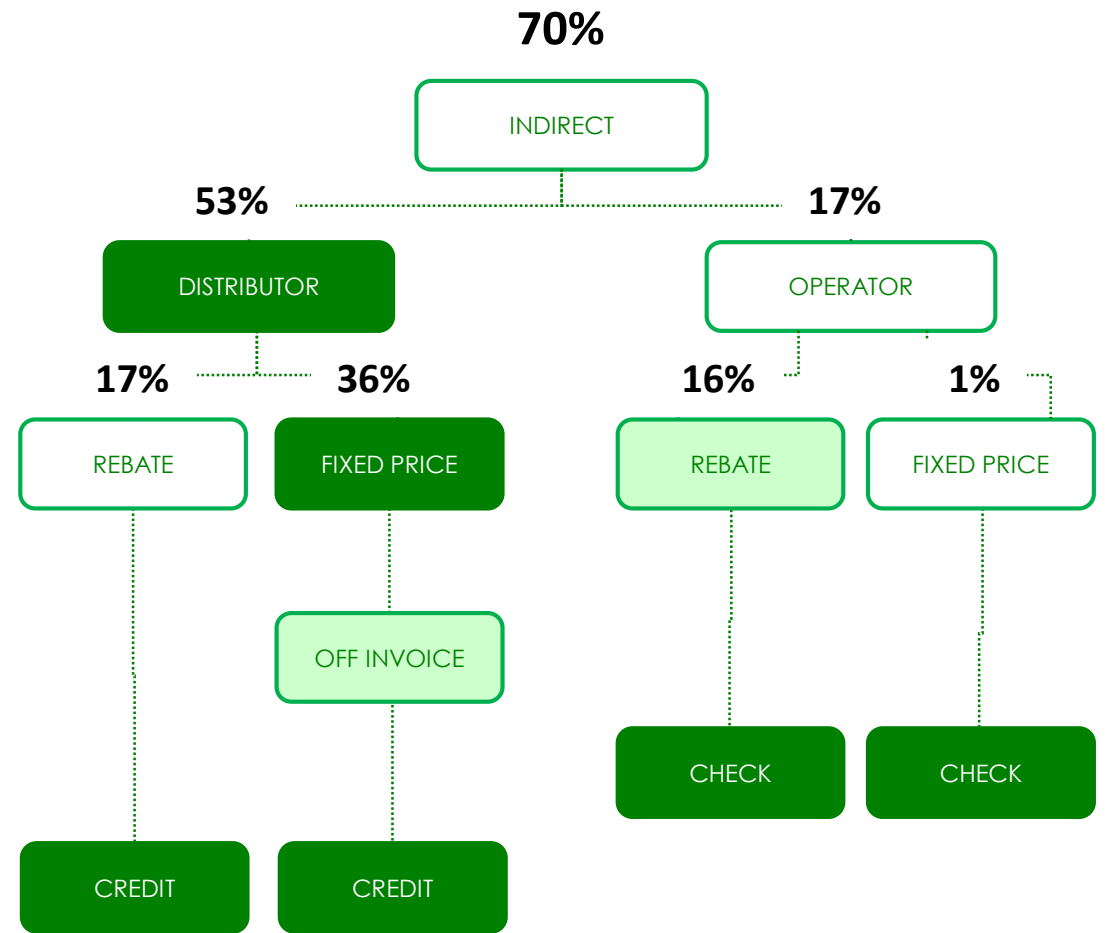 70%
INDIRECT
53%
17%
DISTRIBUTOR
OPERATOR
17%
36%
16%
1%
REBATE
FIXED PRICE
REBATE
FIXED PRICE
OFF INVOICE
CHECK
CHECK
CREDIT
CREDIT